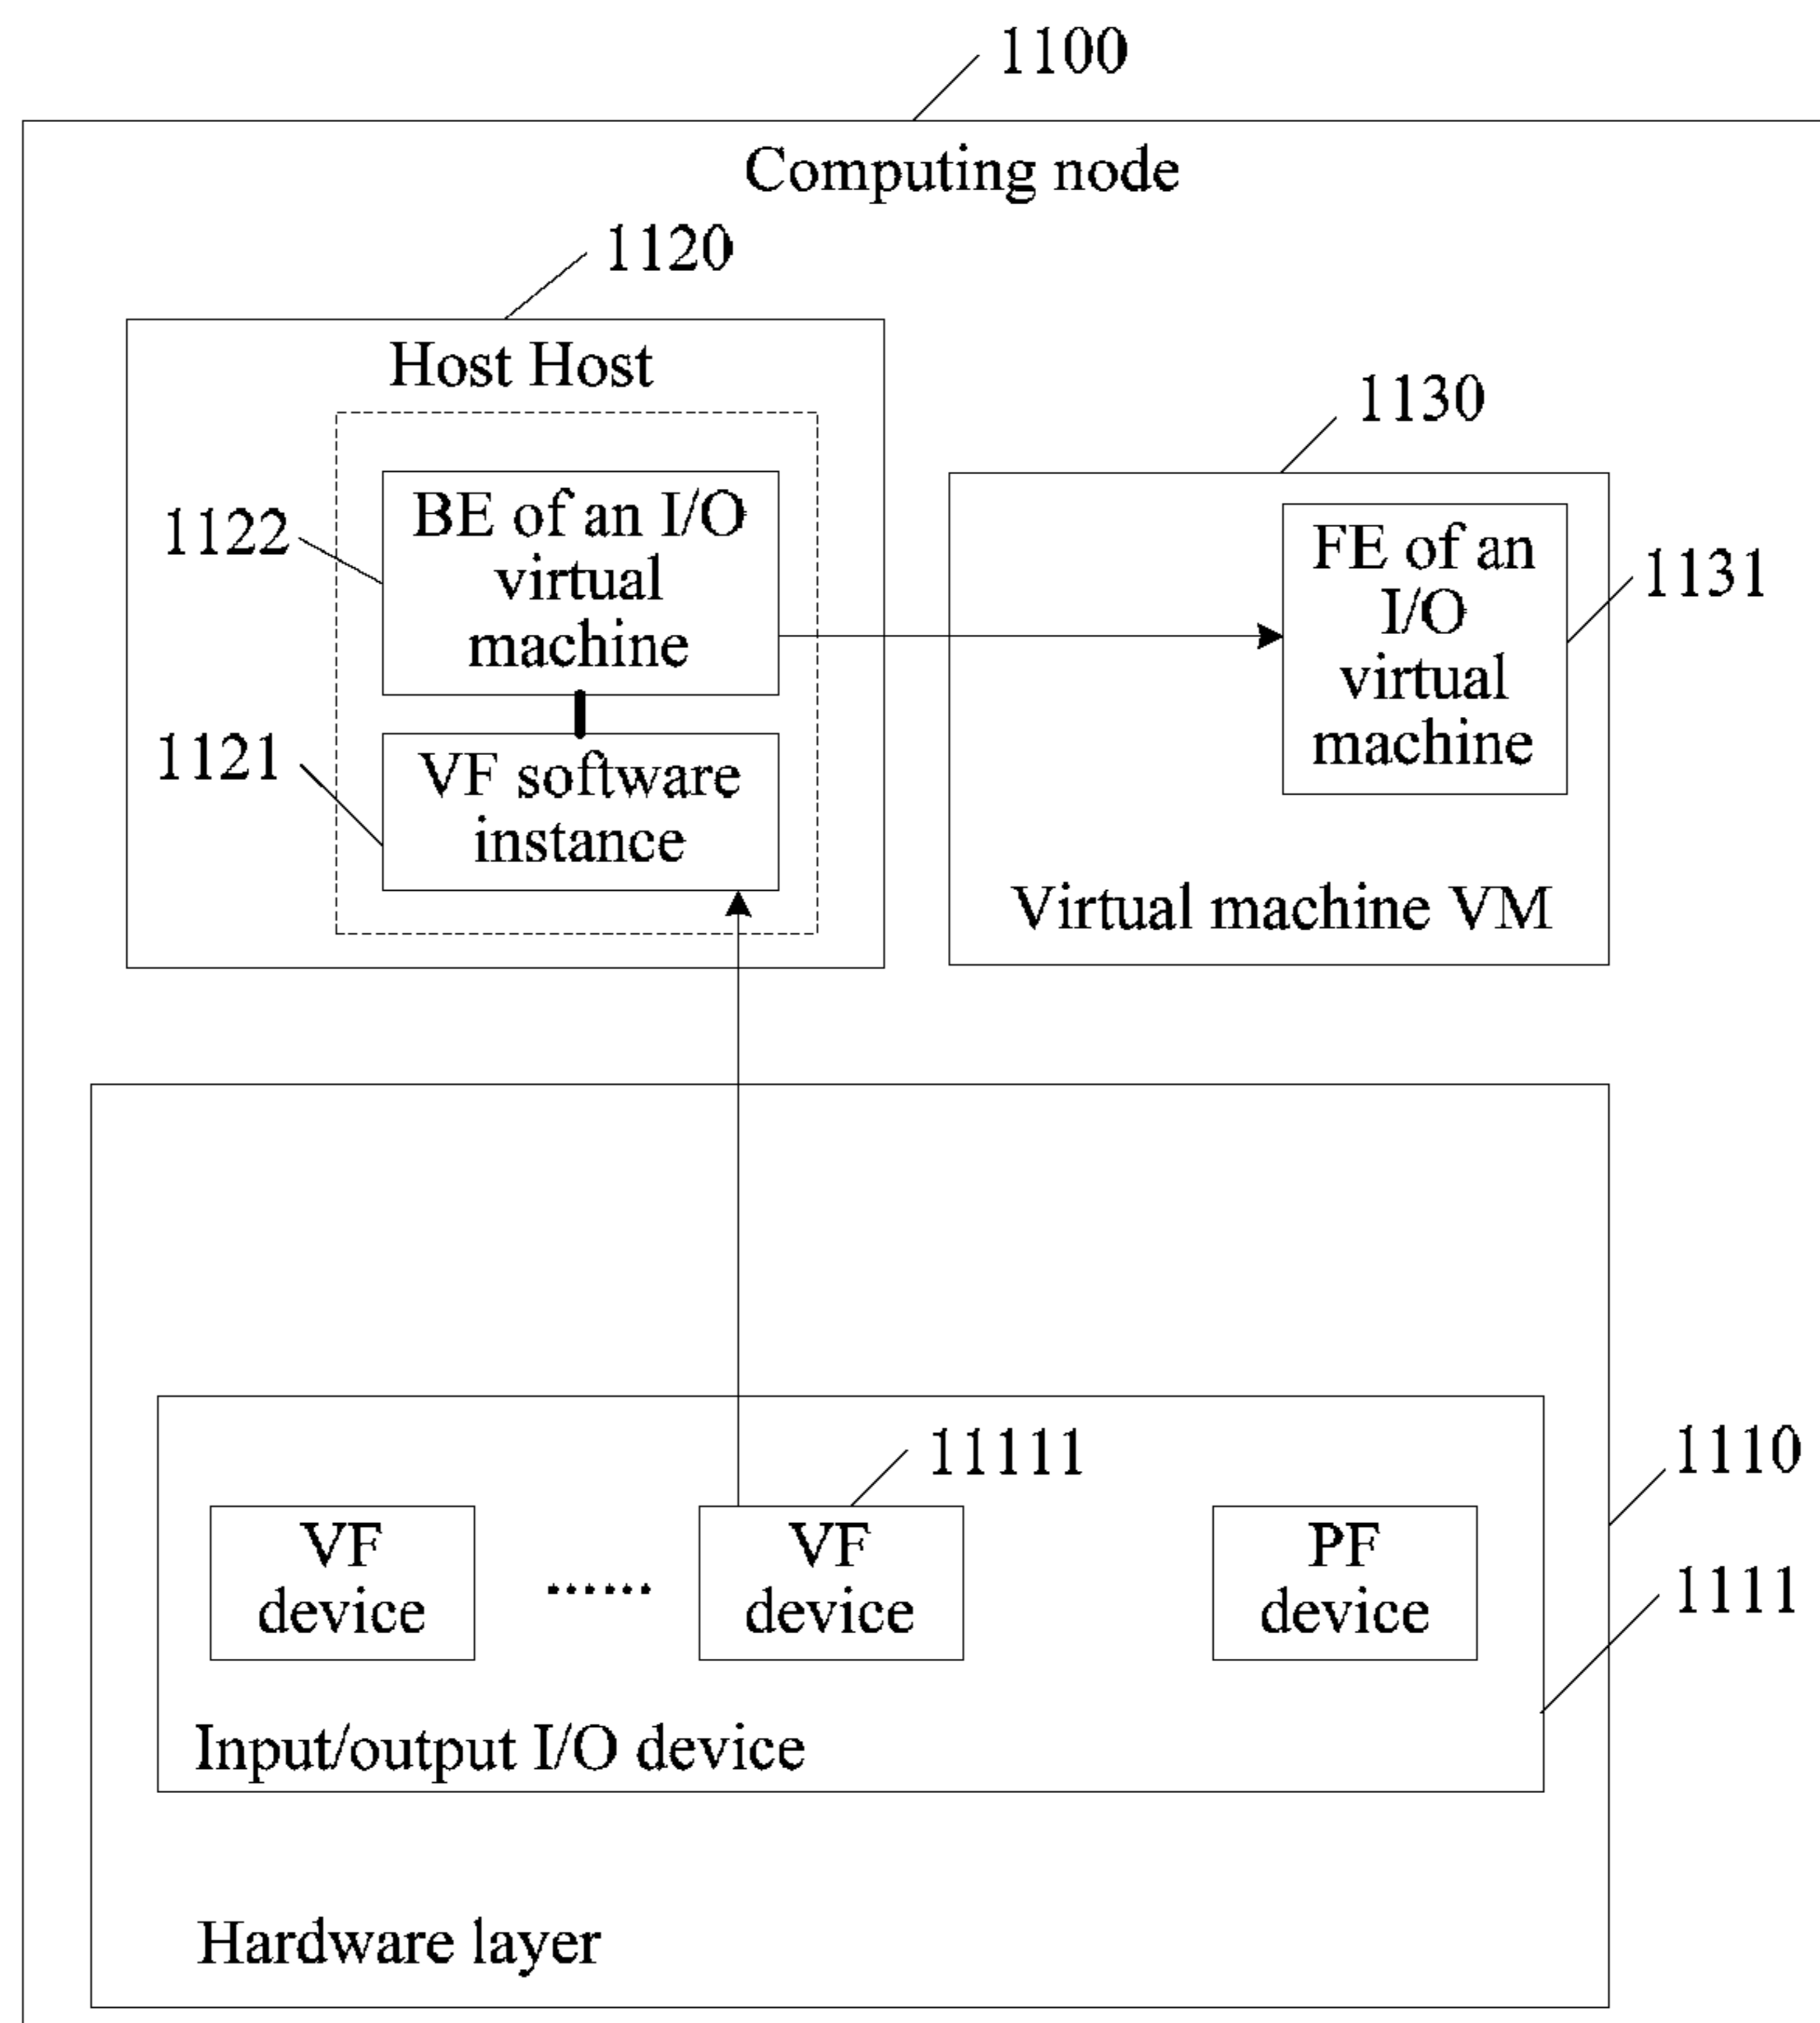 1100
Computing node
1120
Host Host
1130
1122
BE of an I/O
virtual
machine
FE of an
I/O
virtual
machine
1131
1121
VF software
instance
Virtual machine VM
11111
1110
VF
device
......
VF
device
PF
device
1111
Input/output I/O device
Hardware layer